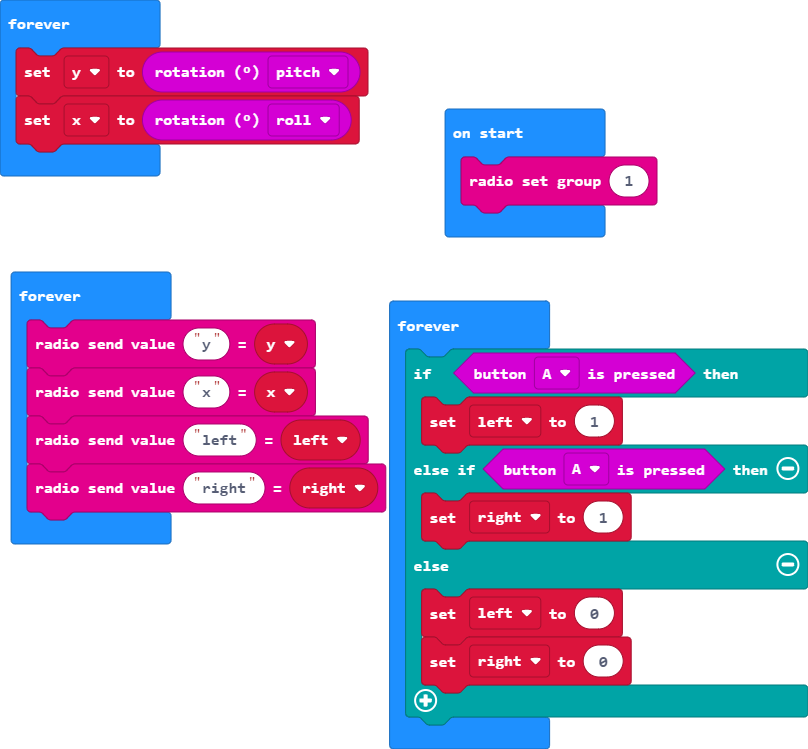 forever
set y to rotation (º) pitch
set x to rotation (º) roll
on start
radio set group 1
forever
radio send value "y" = y
radio send value "x" = x
radio send value "left" = left
radio send value "right" = right
forever
if button A is pressed then
set left to 1
else if button A is pressed then
set right to 1
else
set left to 0
set right to 0